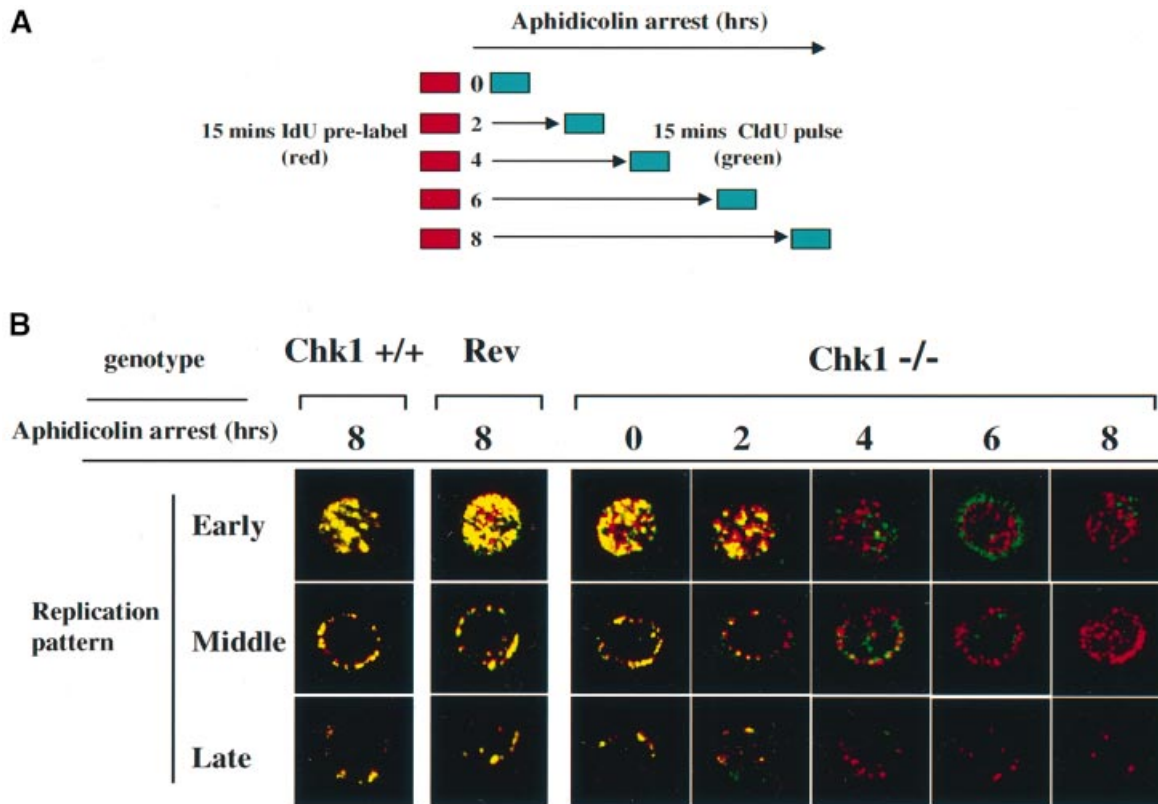 A
Aphidicolin arrest (hrs)
0
2
15 mins IdU pre-label
(red)
15 mins CldU pulse
(green)
4
6
8
B
genotype
Chk1 +/+
Rev
Chk1 -/-
Aphidicolin arrest (hrs)
8
8
0
2
4
6
8
Replication
pattern
Early
Middle
Late